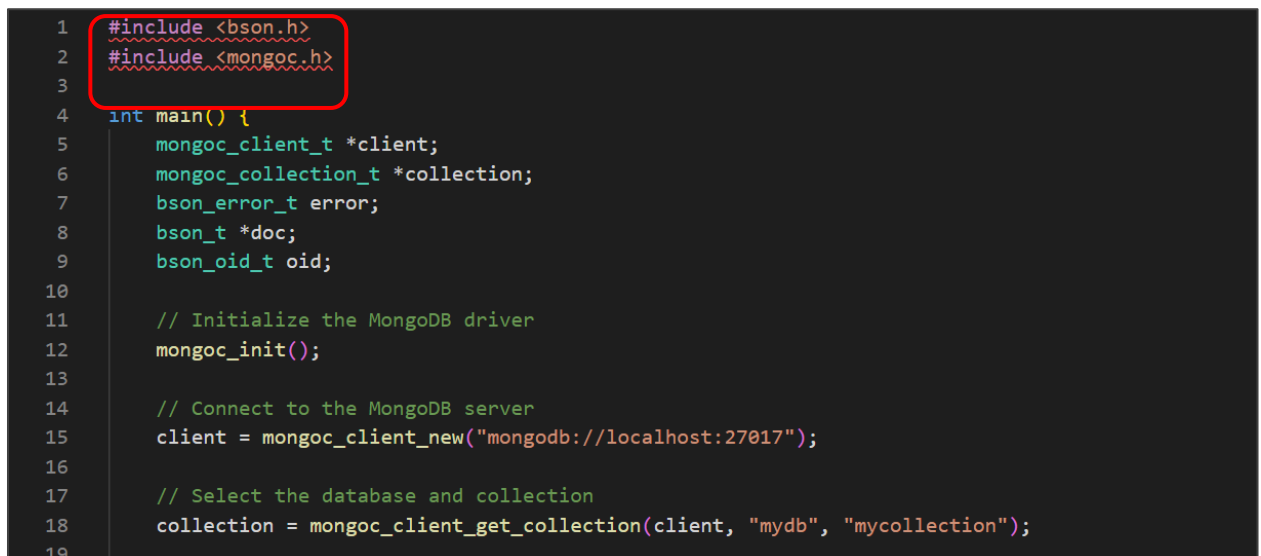 1 #include <bson.h>
2 #include <mongoc.h>
3
4 int main() {
5     mongoc_client_t *client;
6     mongoc_collection_t *collection;
7     bson_error_t error;
8     bson_t *doc;
9     bson_oid_t oid;
10
11     // Initialize the MongoDB driver
12     mongoc_init();
13
14     // Connect to the MongoDB server
15     client = mongoc_client_new("mongodb://localhost:27017");
16
17     // Select the database and collection
18     collection = mongoc_client_get_collection(client, "mydb", "mycollection");
19